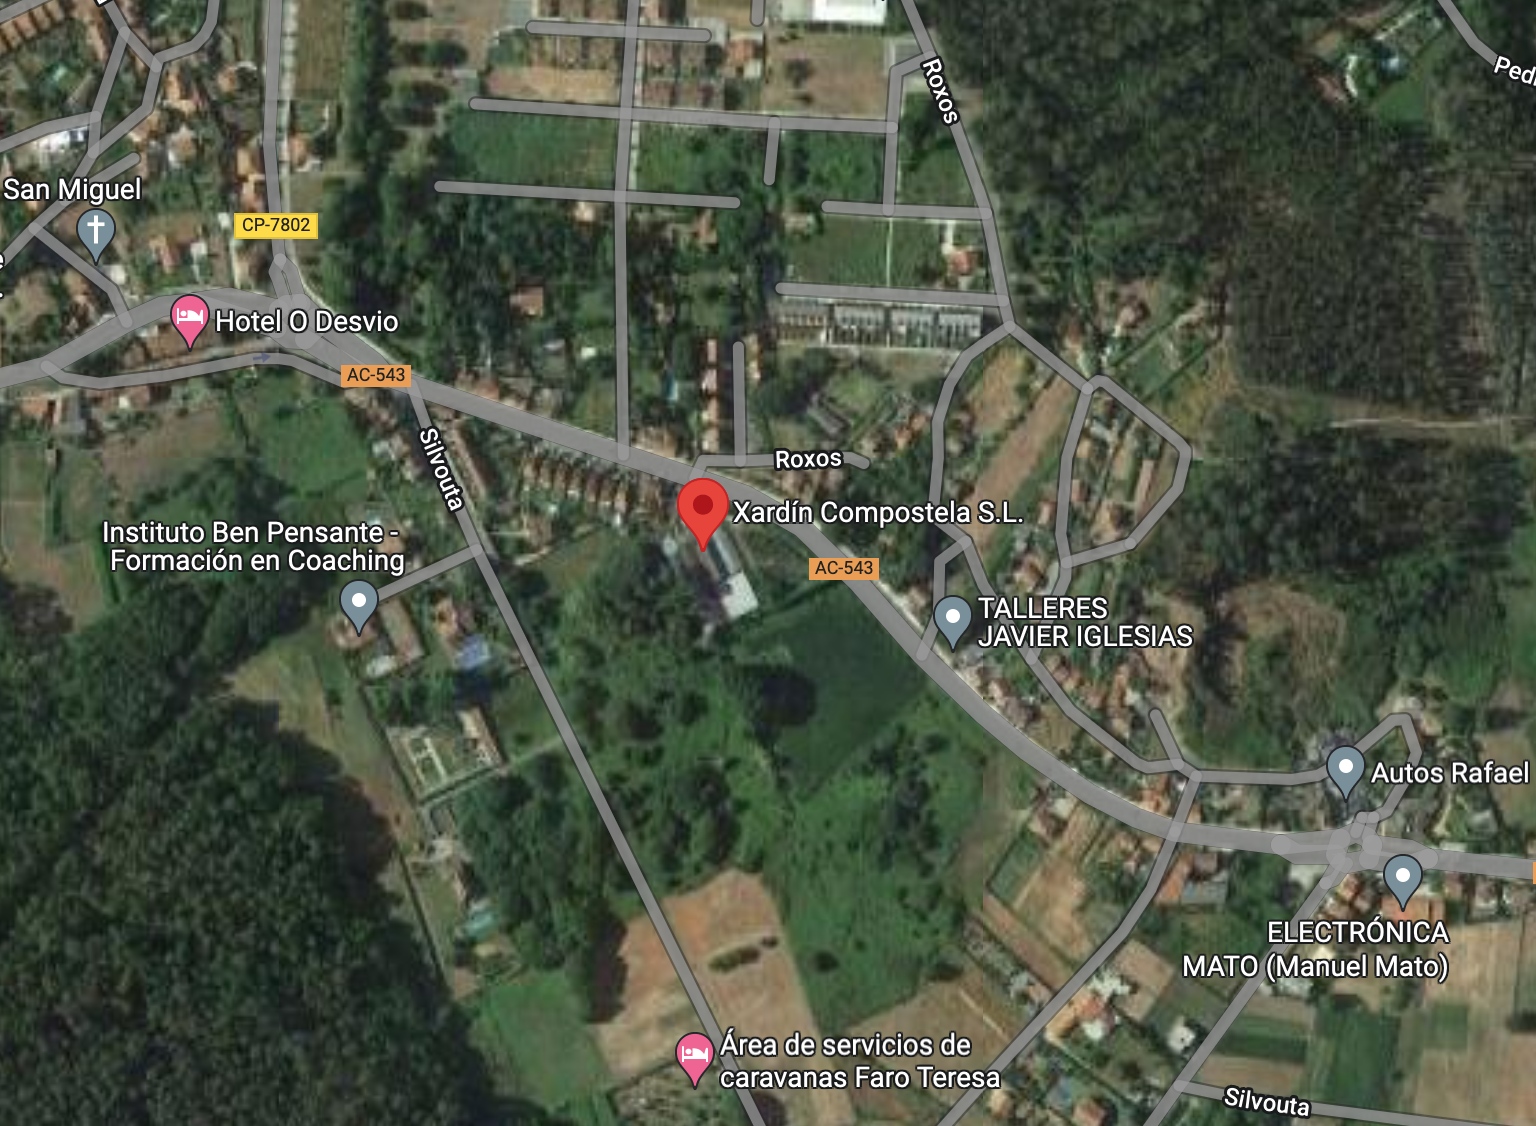 Roxos
Ped
San Miguel
CP-7802
Hotel O Desvio
AC-543
Silvouta
Roxos
Xardín Compostela S.L.
Instituto Ben Pensante -
Formación en Coaching
AC-543
TALLERES
JAVIER IGLESIAS
Autos Rafael
ELECTRÓNICA
MATO (Manuel Mato)
Área de servicios de
caravanas Faro Teresa
Silvouta